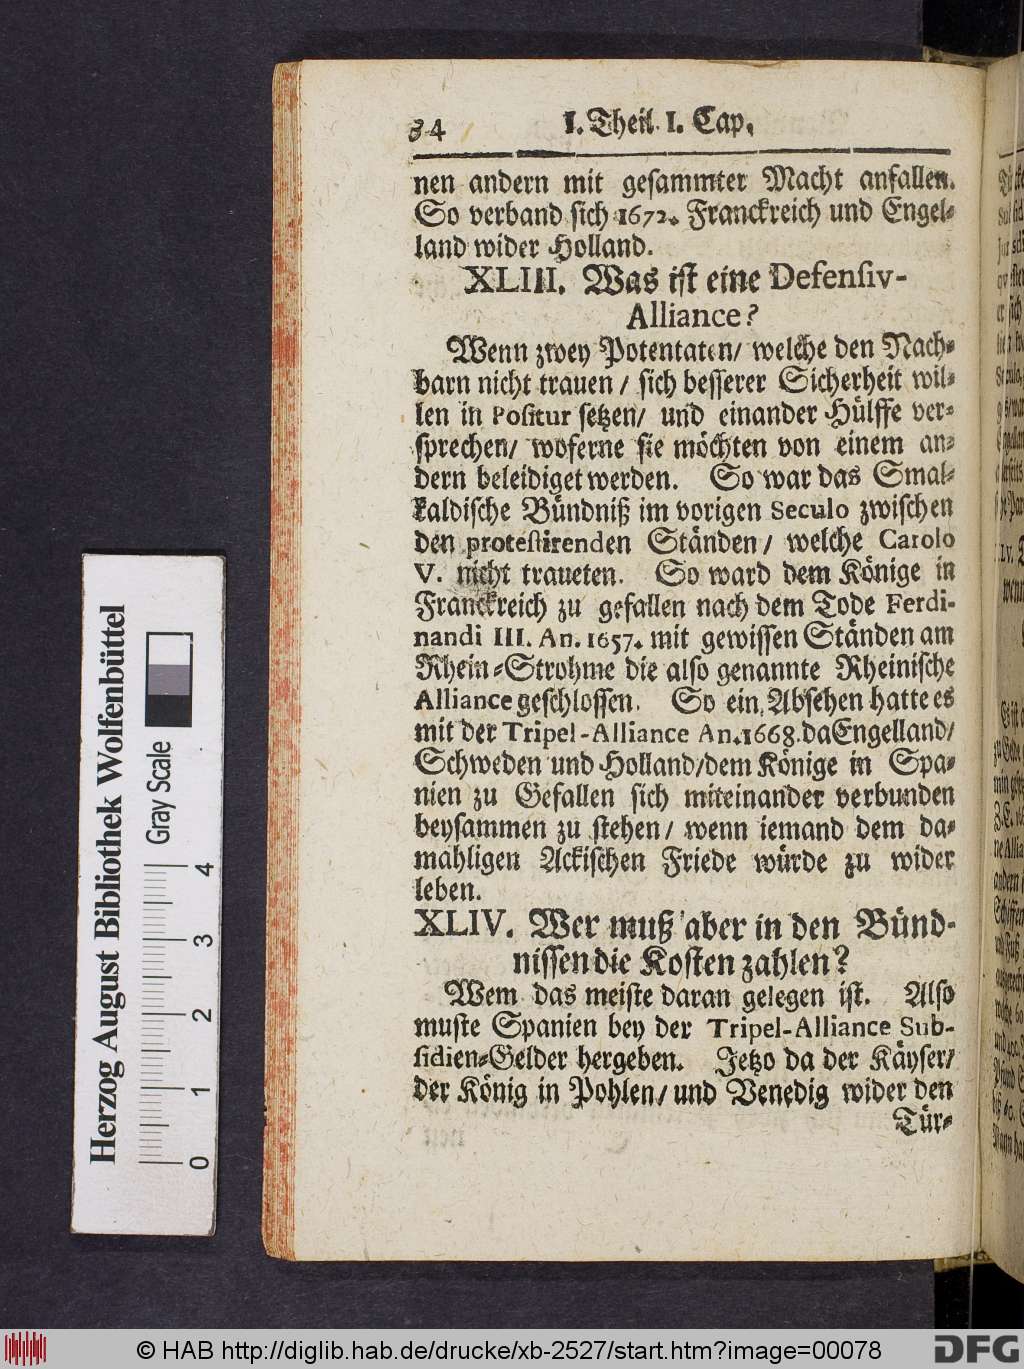 34 I. Theil I. Cap.
nen andern mit gesammter Macht anfallen.
So verband sich 1672. Franckreich und Engel-
land wider Holland.
XLIII. Was ist eine Defensiv-
Alliance?
Wenn zwey Potentaten/ welche den Nach-
barn nicht trauen / sich besserer Sicherheit wil-
len in Positur setzen/ und einander Hülffe ver-
sprechen/ woferne sie möchten von einem an-
dern beleidiget werden. So war das Smal-
kaldische Bündniß im vorigen Seculo zwischen
den protestirenden Ständen / welche Carolo
V. nicht traueten. So ward dem Könige in
Franckreich zu gefallen nach dem Tode Ferdi-
nandi III. An. 1657. mit gewissen Ständen am
Rhein-Strohme die also genannte Rheinische
Alliance geschlossen. So ein Absehen hatte es
mit der Tripel-Alliance An. 1668. da Engelland/
Schweden und Holland/dem Könige in Spa-
nien zu Gefallen sich miteinander verbunden
beysammen zu stehen/ wenn iemand dem da-
mahligen Ackischen Friede würde zu wider
leben.
XLIV. Wer muß aber in den Bünd-
nissen die Kosten zahlen?
Wem das meiste daran gelegen ist. Also
muste Spanien bey der Tripel-Alliance Sub-
sidien-Gelder hergeben. Jetzo da der Käyser/
der König in Pohlen/ und Venedig wider den
Tür-
Herzog August Bibliothek Wolfenbüttel
Gray Scale
0 1 2 3 4
© HAB http://diglib.hab.de/drucke/xb-2527/start.htm?image=00078
DFG